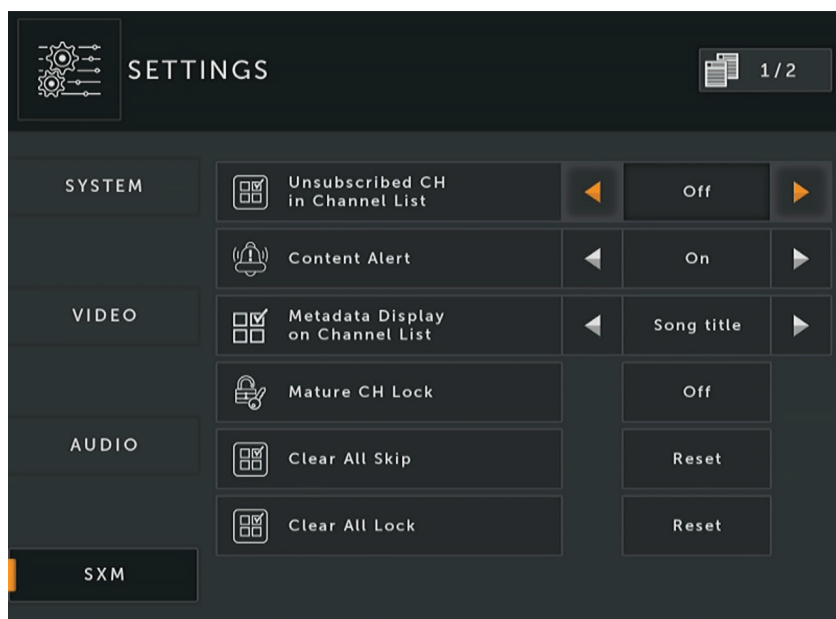 SETTINGS
1/2
SYSTEM
VIDEO
AUDIO
SXM
Unsubscribed CH
in Channel List
Off
Content Alert
On
Metadata Display
on Channel List
Song title
Mature CH Lock
Off
Clear All Skip
Reset
Clear All Lock
Reset